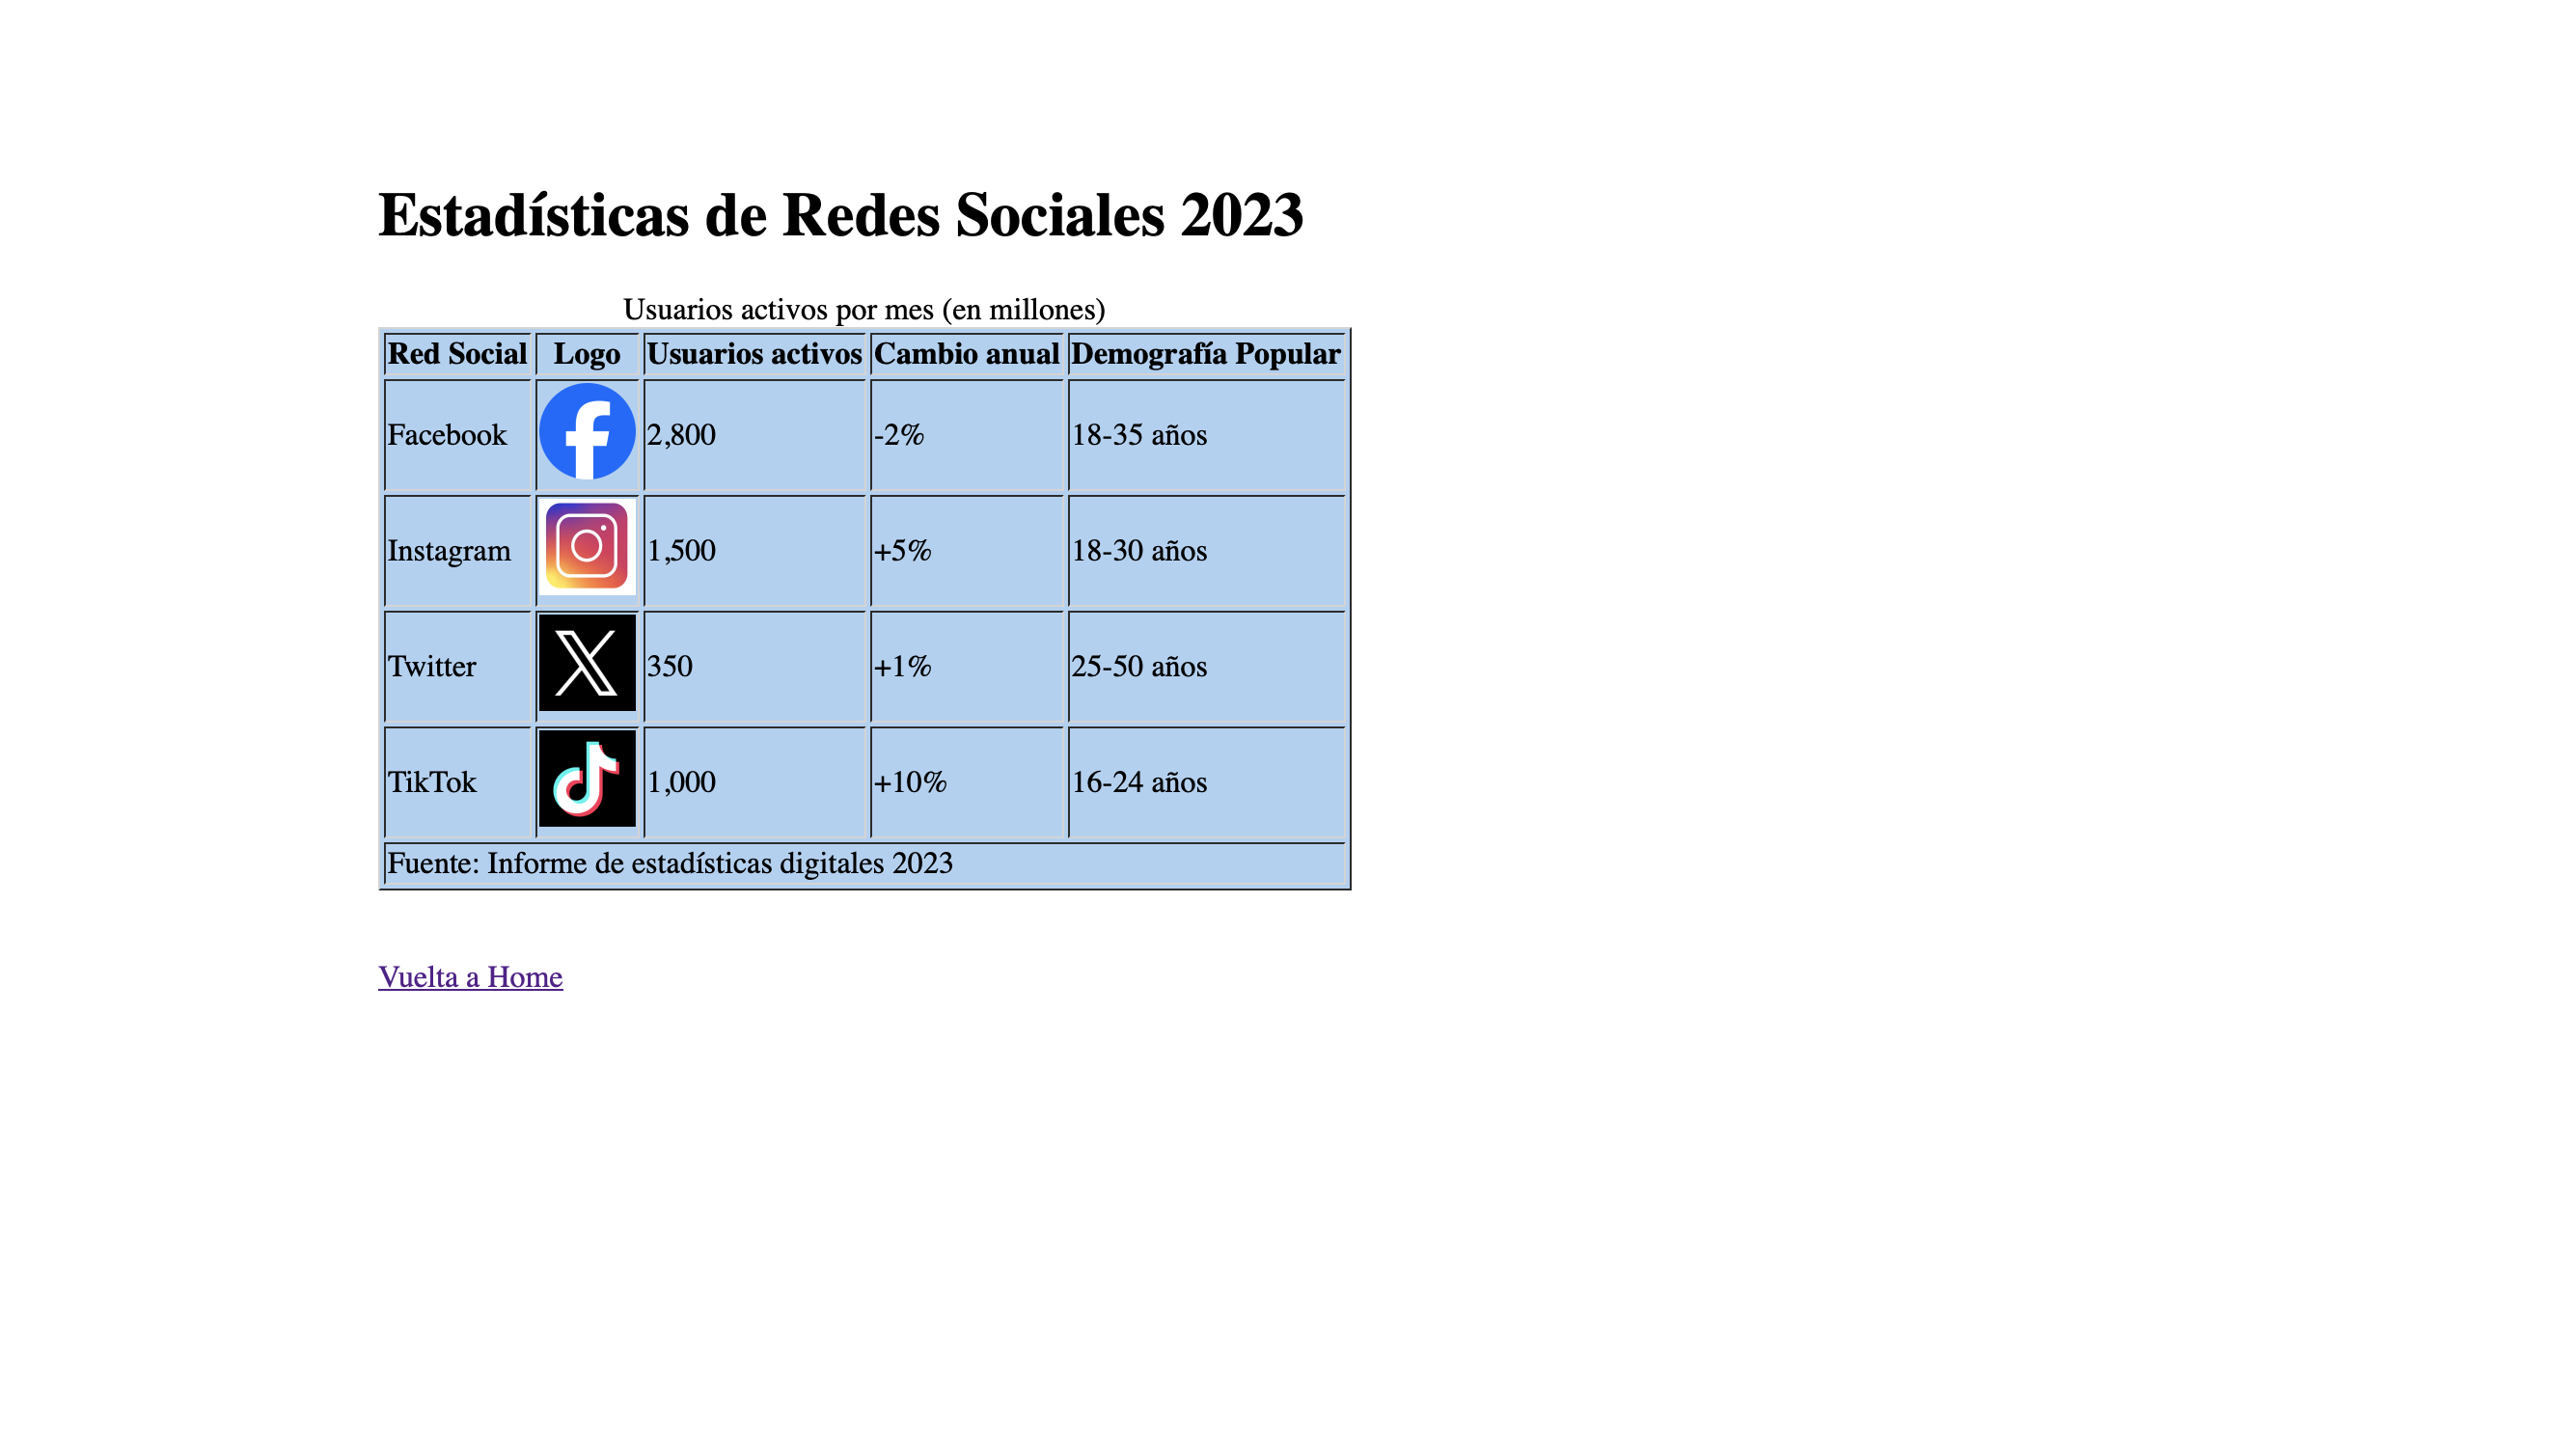 Estadísticas de Redes Sociales 2023
Usuarios activos por mes (en millones)
Red Social Logo Usuarios activos Cambio anual Demografía Popular
Facebook 2,800 -2% 18-35 años
Instagram 1,500 +5% 18-30 años
Twitter 350 +1% 25-50 años
TikTok 1,000 +10% 16-24 años
Fuente: Informe de estadísticas digitales 2023
Vuelta a Home